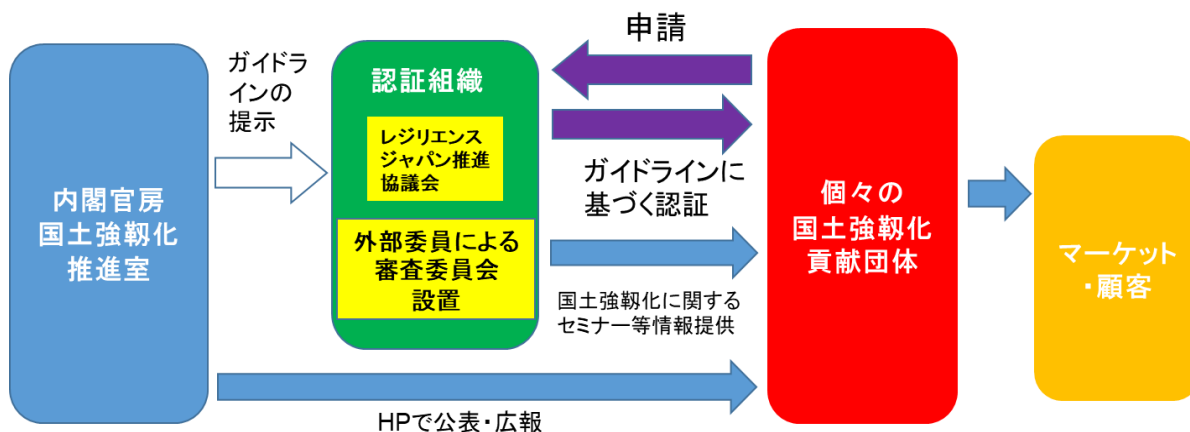 内閣官房
国土強靱化
推進室
ガイドラ
インの
提示
認証組織
レジリエンス
ジャパン推進
協議会
外部委員による
審査委員会
設置
申請
ガイドラインに
基づく認証
国土強靱化に関する
セミナー等情報提供
HPで公表・広報
個々の
国土強靱化
貢献団体
マーケット
・顧客